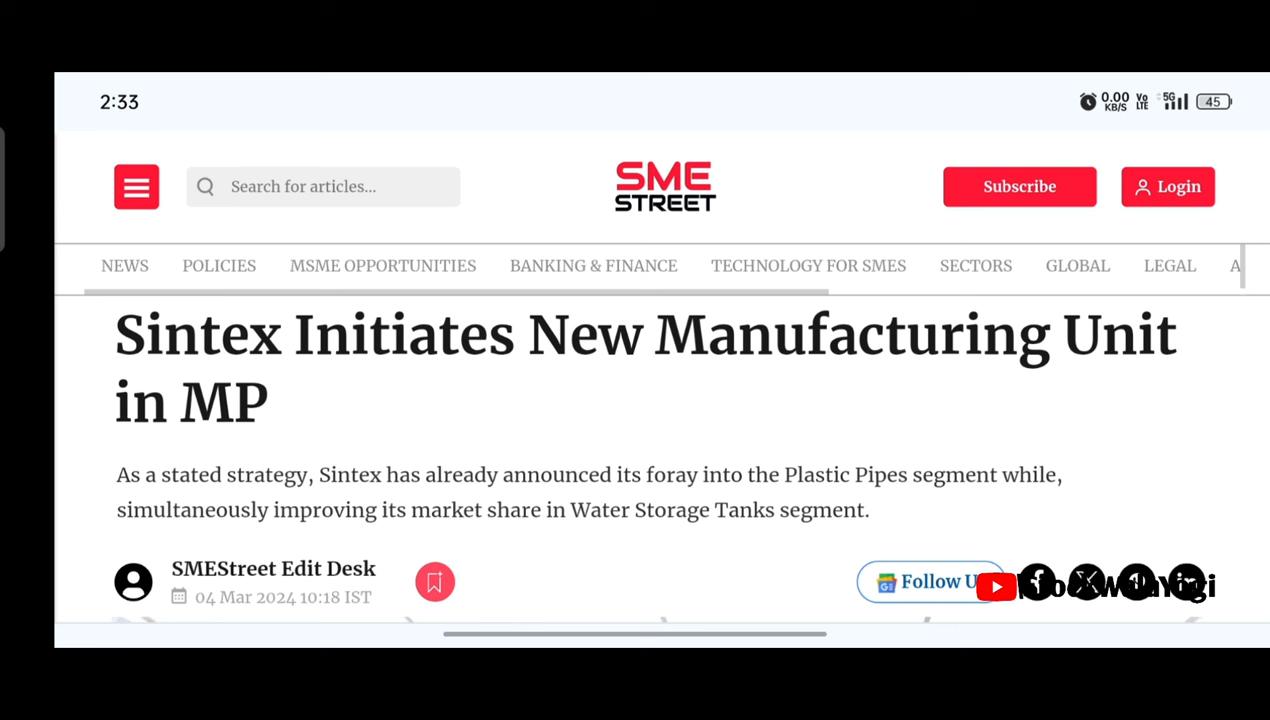 2:33
0.00 KB/S Vo LTE 5G 45
Search for articles...
SME
STREET
Subscribe
Login
NEWS POLICIES MSME OPPORTUNITIES BANKING & FINANCE TECHNOLOGY FOR SMES SECTORS GLOBAL LEGAL A
Sintex Initiates New Manufacturing Unit
in MP
As a stated strategy, Sintex has already announced its foray into the Plastic Pipes segment while,
simultaneously improving its market share in Water Storage Tanks segment.
SMEStreet Edit Desk
04 Mar 2024 10:18 IST
Follow U